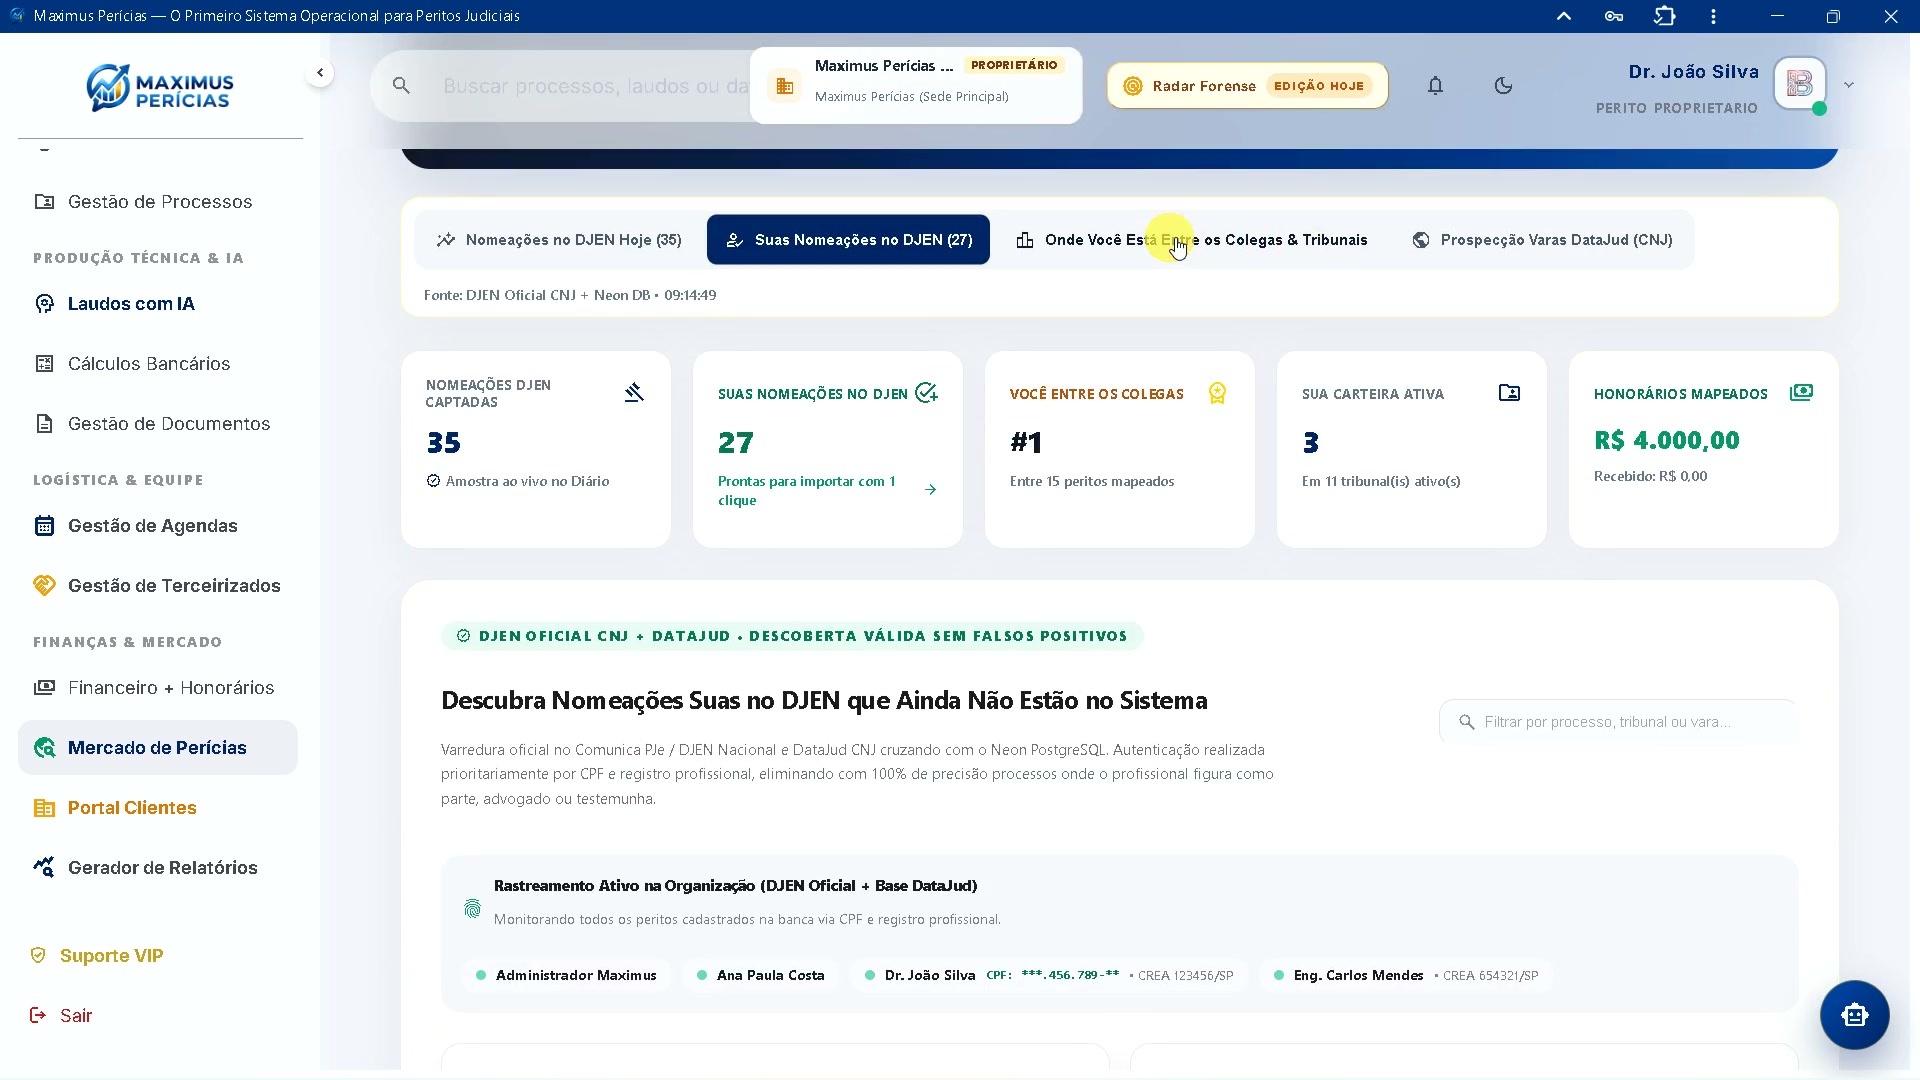 Maximus Perícias — O Primeiro Sistema Operacional para Peritos Judiciais
MAXIMUS
PERÍCIAS
Buscar processos, laudos ou da
Maximus Perícias ...
PROPRIETÁRIO
Maximus Perícias (Sede Principal)
Radar Forense
EDIÇÃO HOJE
Dr. João Silva
PERITO PROPRIETARIO
Gestão de Processos
PRODUÇÃO TÉCNICA & IA
Laudos com IA
Cálculos Bancários
Gestão de Documentos
LOGÍSTICA & EQUIPE
Gestão de Agendas
Gestão de Terceirizados
FINANÇAS & MERCADO
Financeiro + Honorários
Mercado de Perícias
Portal Clientes
Gerador de Relatórios
Suporte VIP
Sair
Nomeações no DJEN Hoje (35)
Suas Nomeações no DJEN (27)
Onde Você Está Entre os Colegas & Tribunais
Prospecção Varas DataJud (CNJ)
Fonte: DJEN Oficial CNJ + Neon DB • 09:14:49
NOMEAÇÕES DJEN
CAPTADAS
35
Amostra ao vivo no Diário
SUAS NOMEAÇÕES NO DJEN
27
Prontas para importar com 1
clique
VOCÊ ENTRE OS COLEGAS
#1
Entre 15 peritos mapeados
SUA CARTEIRA ATIVA
3
Em 11 tribunal(is) ativo(s)
HONORÁRIOS MAPEADOS
R$ 4.000,00
Recebido: R$ 0,00
DJEN OFICIAL CNJ + DATAJUD • DESCOBERTA VÁLIDA SEM FALSOS POSITIVOS
Descubra Nomeações Suas no DJEN que Ainda Não Estão no Sistema
Filtrar por processo, tribunal ou vara...
Varredura oficial no Comunica PJe / DJEN Nacional e DataJud CNJ cruzando com o Neon PostgreSQL. Autenticação realizada
prioritariamente por CPF e registro profissional, eliminando com 100% de precisão processos onde o profissional figura como
parte, advogado ou testemunha.
Rastreamento Ativo na Organização (DJEN Oficial + Base DataJud)
Monitorando todos os peritos cadastrados na banca via CPF e registro profissional.
Administrador Maximus
Ana Paula Costa
Dr. João Silva CPF: ***.456.789-** • CREA 123456/SP
Eng. Carlos Mendes • CREA 654321/SP